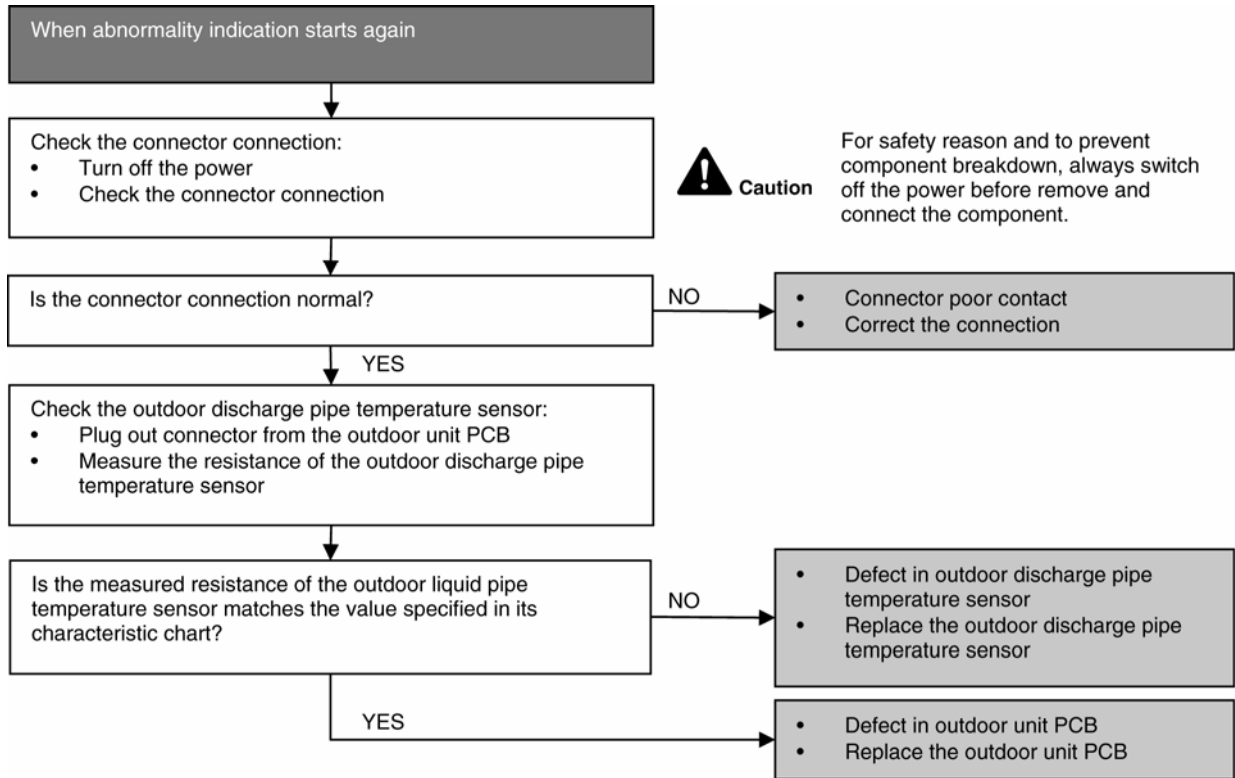 When abnormality indication starts again
Check the connector connection:
• Turn off the power
• Check the connector connection
Caution
For safety reason and to prevent
component breakdown, always switch
off the power before remove and
connect the component.
Is the connector connection normal?
NO
• Connector poor contact
• Correct the connection
YES
Check the outdoor discharge pipe temperature sensor:
• Plug out connector from the outdoor unit PCB
• Measure the resistance of the outdoor discharge pipe
temperature sensor
Is the measured resistance of the outdoor liquid pipe
temperature sensor matches the value specified in its
characteristic chart?
NO
• Defect in outdoor discharge pipe
temperature sensor
• Replace the outdoor discharge pipe
temperature sensor
YES
• Defect in outdoor unit PCB
• Replace the outdoor unit PCB